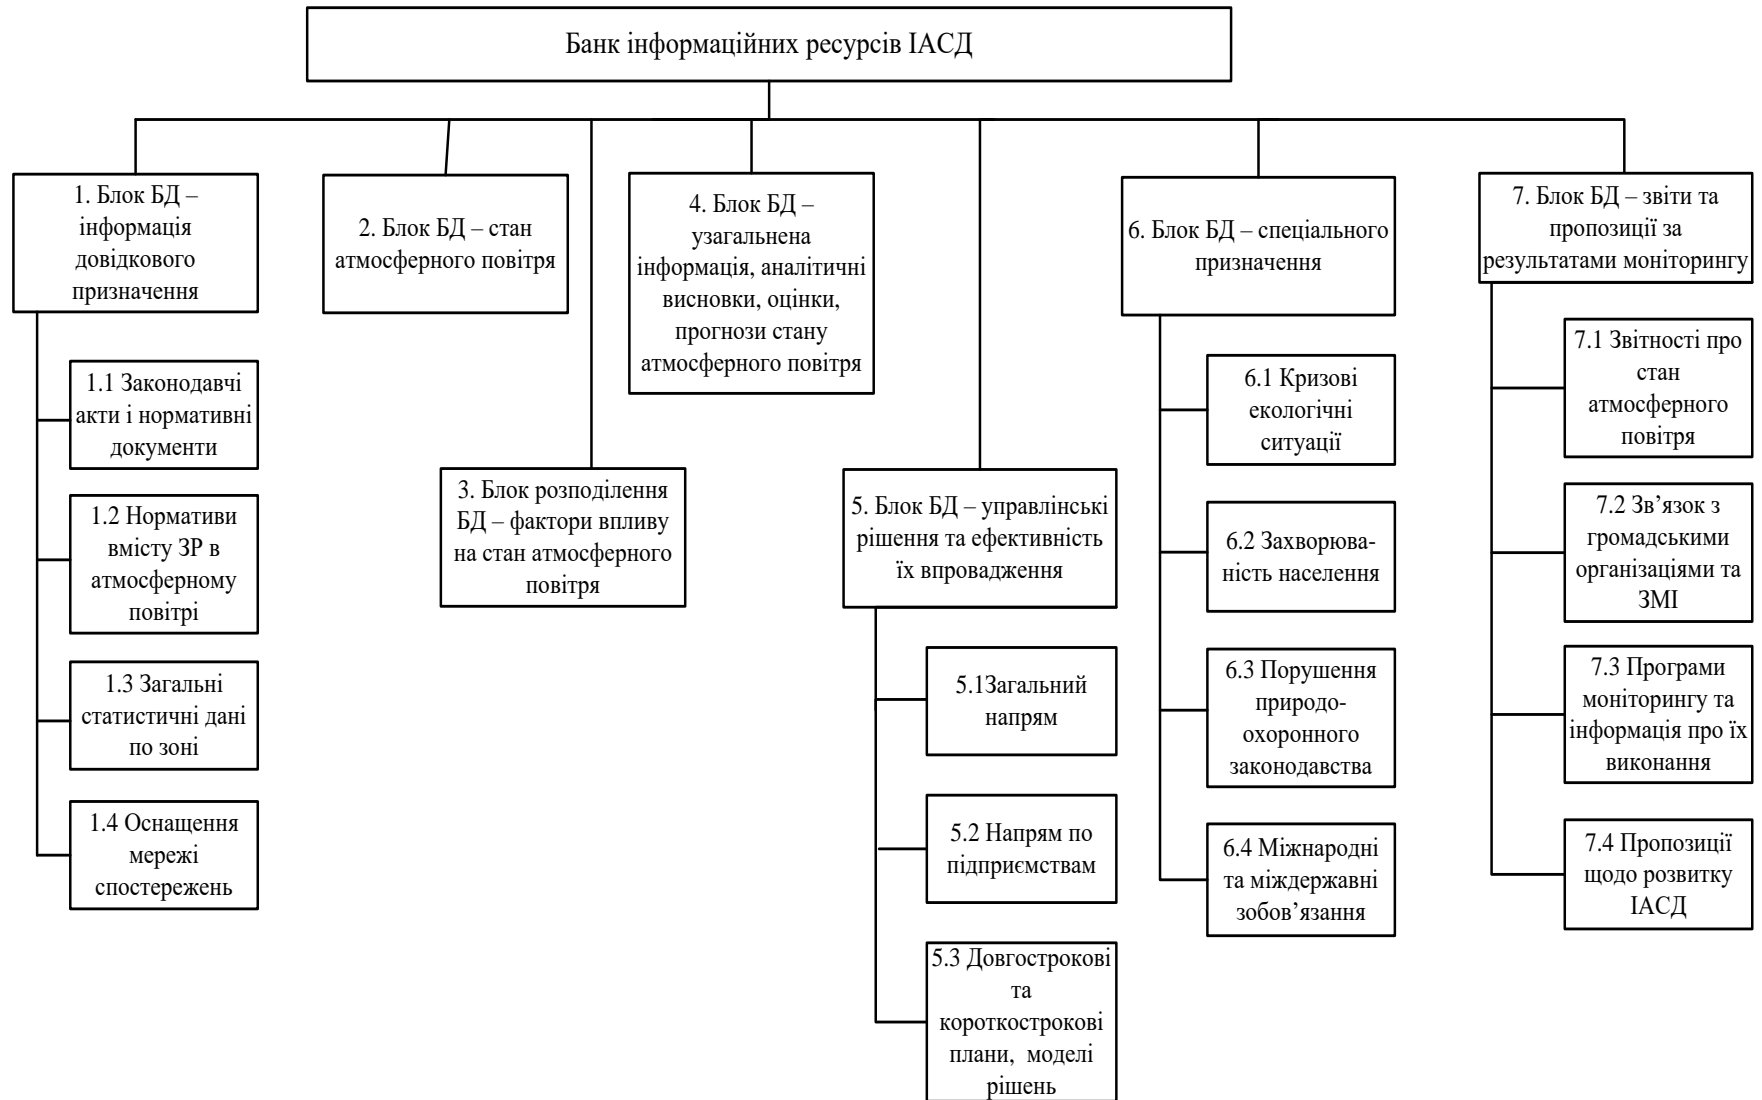 Банк інформаційних ресурсів ІАСД
1. Блок БД –
інформація
довідкового
призначення
1.1 Законодавчі
акти і нормативні
документи
1.2 Нормативи
вмісту ЗР в
атмосферному
повітрі
1.3 Загальні
статистичні дані
по зоні
1.4 Оснащення
мережі
спостережень
2. Блок БД – стан
атмосферного повітря
3. Блок розподілення
БД – фактори впливу
на стан атмосферного
повітря
4. Блок БД –
узагальнена
інформація, аналітичні
висновки, оцінки,
прогнози стану
атмосферного повітря
5. Блок БД – управлінські
рішення та ефективність
їх впровадження
5.1Загальний
напрям
5.2 Напрям по
підприємствам
5.3 Довгострокові
та
короткострокові
плани, моделі
рішень
6. Блок БД – спеціального
призначення
6.1 Кризові
екологічні
ситуації
6.2 Захворюва-
ність населення
6.3 Порушення
природо-
охоронного
законодавства
6.4 Міжнародні
та міждержавні
зобов’язання
7. Блок БД – звіти та
пропозиції за
результатами моніторингу
7.1 Звітності про
стан
атмосферного
повітря
7.2 Зв’язок з
громадськими
організаціями та
ЗМІ
7.3 Програми
моніторингу та
інформація про їх
виконання
7.4 Пропозиції
щодо розвитку
ІАСД